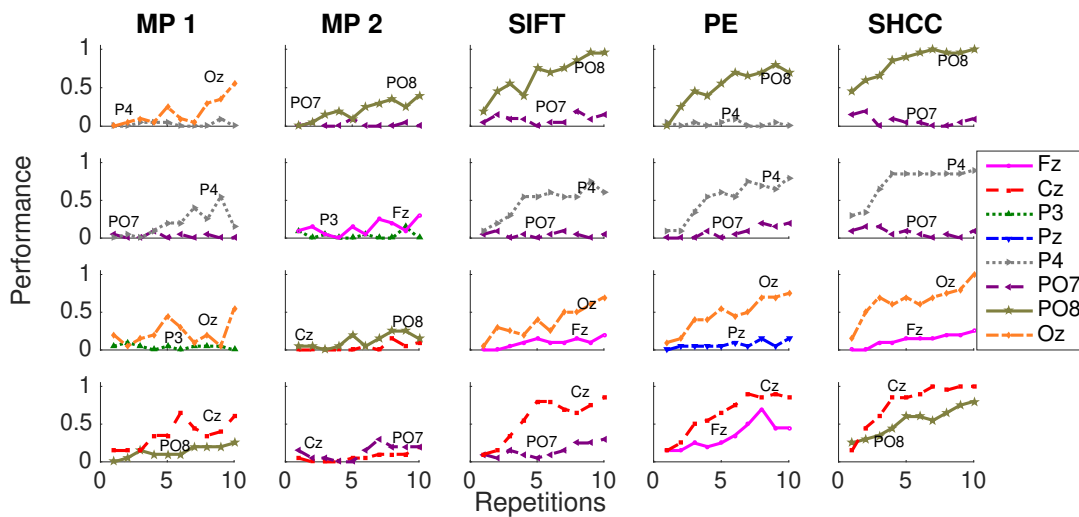 MP 1 MP 2 SIFT PE SHCC
1
0.5
0
P4 Oz
PO7 PO8
PO7 PO8
P4 PO8
PO7 PO8
1
0.5
0
PO7 P4
P3 Fz
PO7 P4
PO7 P4
PO7 P4
1
0.5
0
P3 Oz
Cz PO8
Oz Fz
Oz Pz
Oz Fz
1
0.5
0
PO8 Cz
Cz PO7
Cz PO7
Fz Cz
Cz PO8
0 5 10
0 5 10
0 5 10
0 5 10
0 5 10
Performance
Repetitions
Fz
Cz
P3
Pz
P4
PO7
PO8
Oz